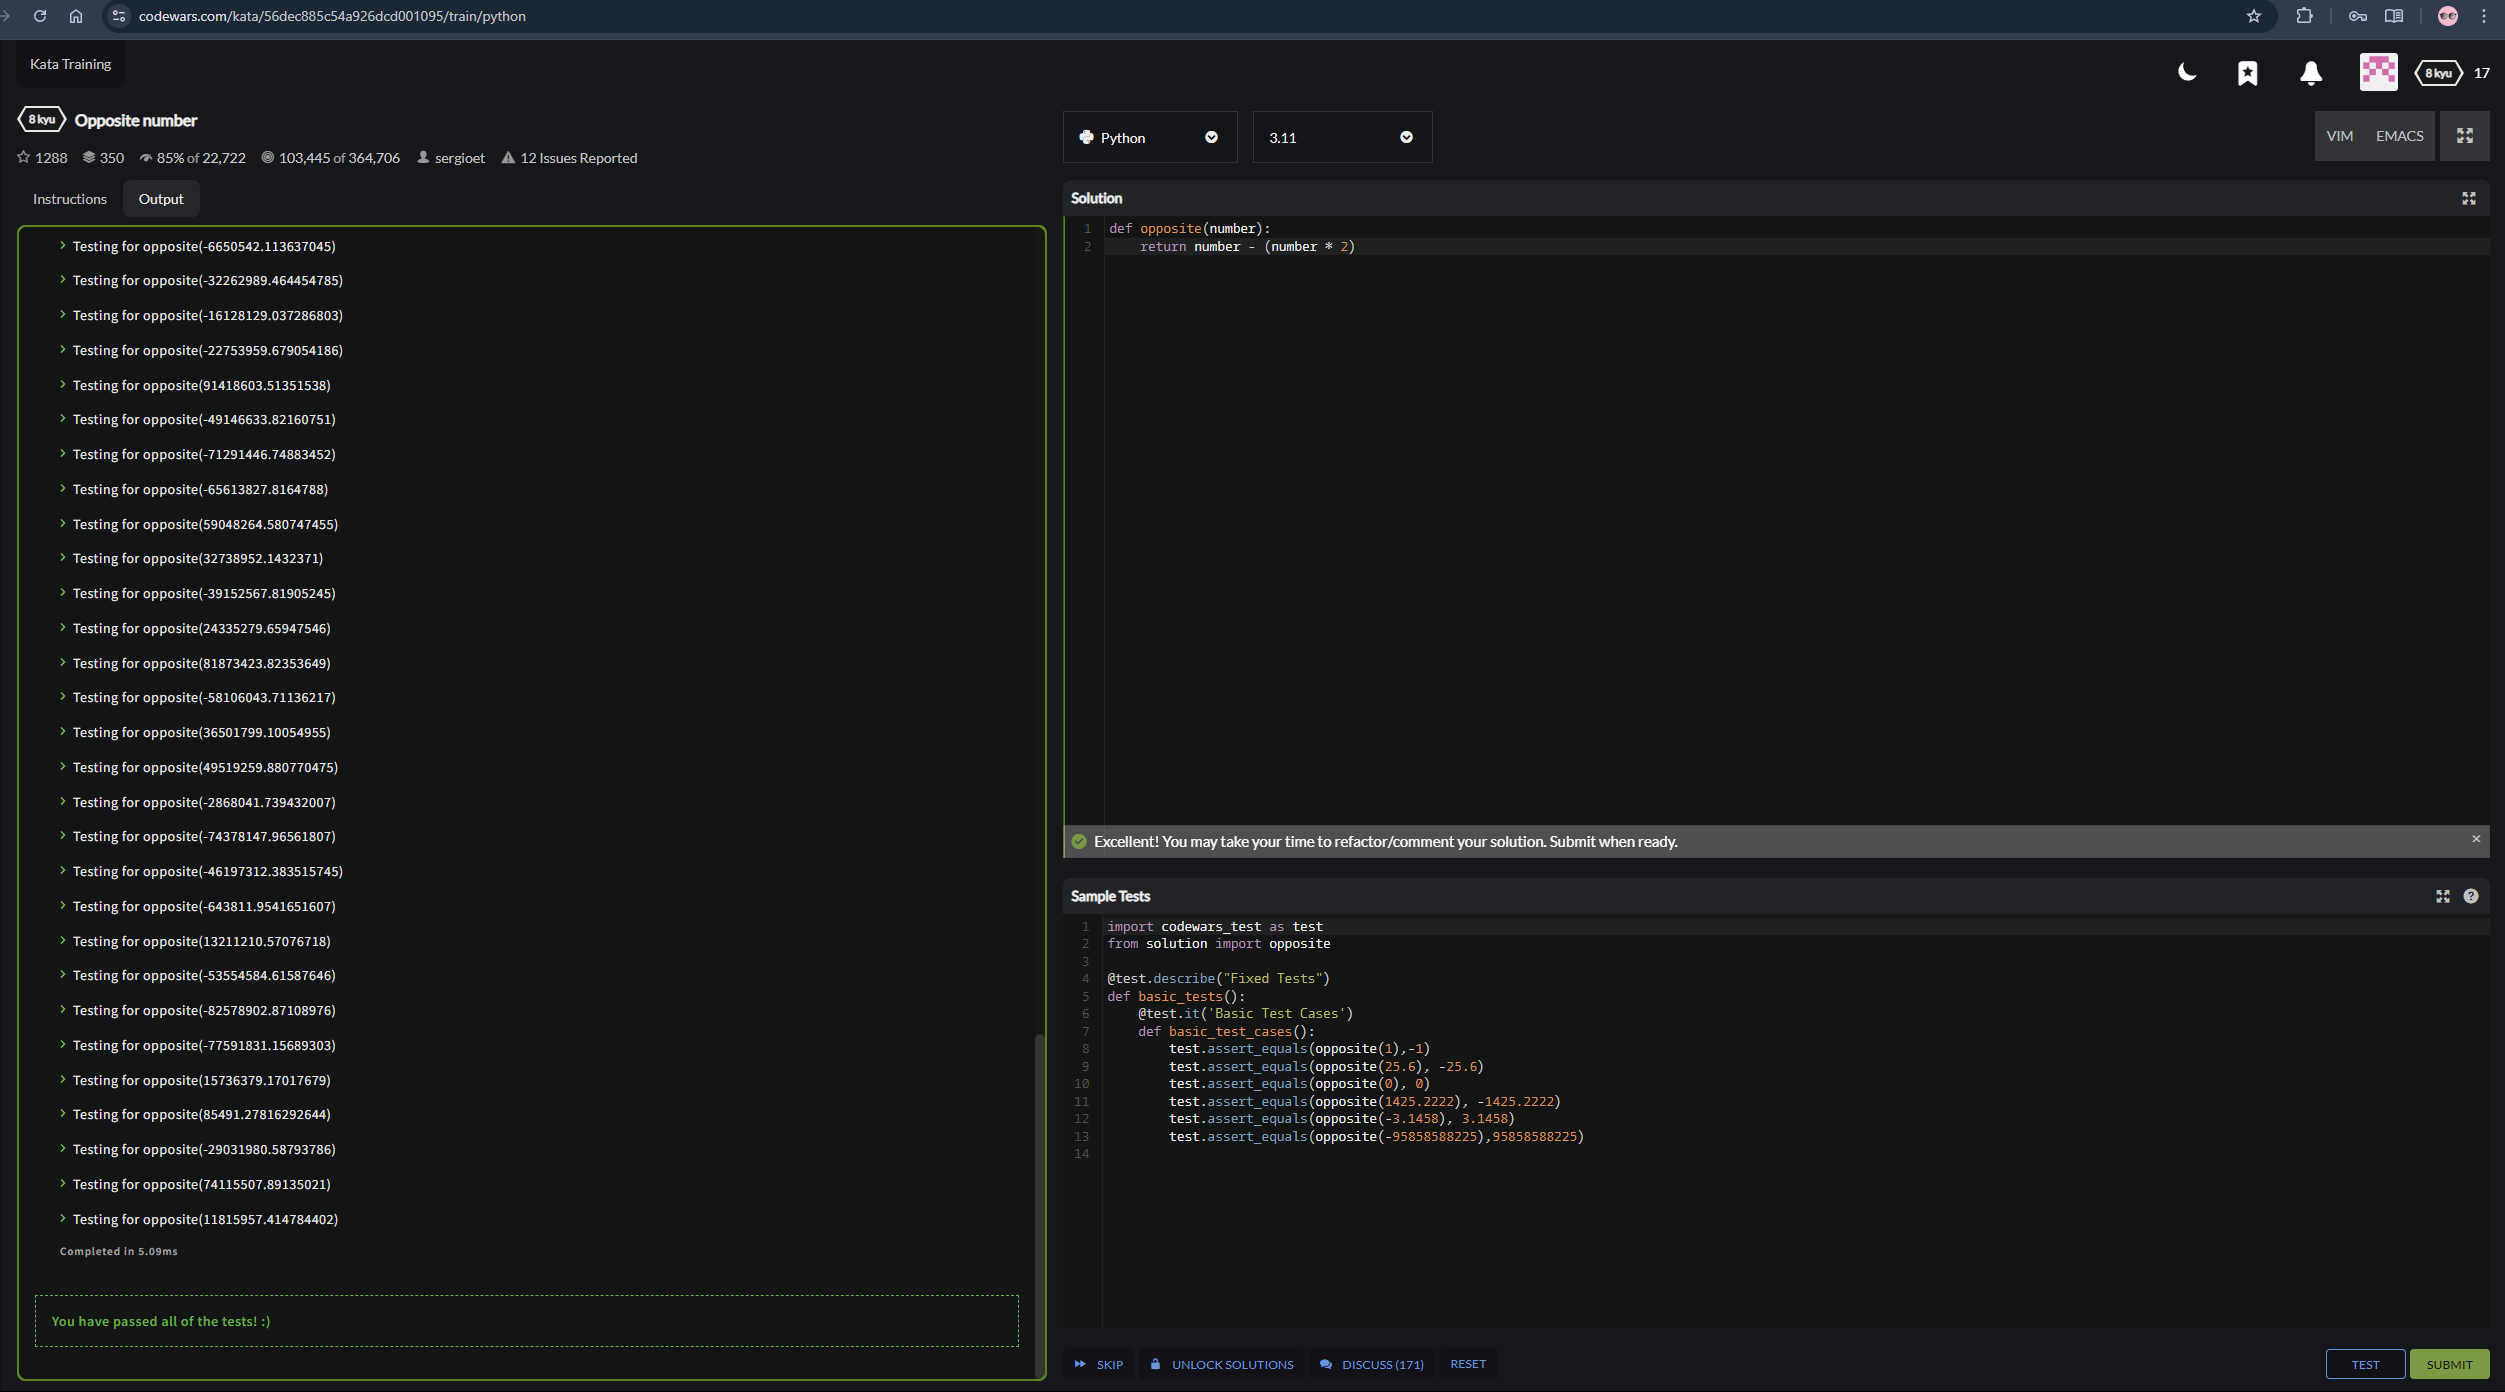 codewars.com/kata/56dec885c54a926dcd001095/train/python
Kata Training
8 kyu 17
8 kyu Opposite number
1288 350 85% of 22,722 103,445 of 364,706 sergioet 12 Issues Reported
Instructions Output
Testing for opposite(-6650542.113637045)
Testing for opposite(-32262989.464454785)
Testing for opposite(-16128129.037286803)
Testing for opposite(-22753959.679054186)
Testing for opposite(91418603.51351538)
Testing for opposite(-49146633.82160751)
Testing for opposite(-71291446.74883452)
Testing for opposite(-65613827.8164788)
Testing for opposite(59048264.580747455)
Testing for opposite(32738952.1432371)
Testing for opposite(-39152567.81905245)
Testing for opposite(24335279.65947546)
Testing for opposite(81873423.82353649)
Testing for opposite(-58106043.71136217)
Testing for opposite(36501799.10054955)
Testing for opposite(49519259.880770475)
Testing for opposite(-2868041.739432007)
Testing for opposite(-74378147.96561807)
Testing for opposite(-46197312.383515745)
Testing for opposite(-643811.9541651607)
Testing for opposite(13211210.57076718)
Testing for opposite(-53554584.61587646)
Testing for opposite(-82578902.87108976)
Testing for opposite(-77591831.15689303)
Testing for opposite(15736379.17017679)
Testing for opposite(85491.27816292644)
Testing for opposite(-29031980.58793786)
Testing for opposite(74115507.89135021)
Testing for opposite(11815957.414784402)
Completed in 5.09ms
You have passed all of the tests! :)
Python 3.11 VIM EMACS
Solution
1 def opposite(number):
2 return number - (number * 2)
Excellent! You may take your time to refactor/comment your solution. Submit when ready.
Sample Tests
1 import codewars_test as test
2 from solution import opposite
3
4 @test.describe("Fixed Tests")
5 def basic_tests():
6 @test.it('Basic Test Cases')
7 def basic_test_cases():
8 test.assert_equals(opposite(1),-1)
9 test.assert_equals(opposite(25.6), -25.6)
10 test.assert_equals(opposite(0), 0)
11 test.assert_equals(opposite(1425.2222), -1425.2222)
12 test.assert_equals(opposite(-3.1458), 3.1458)
13 test.assert_equals(opposite(-95858588225),95858588225)
14
SKIP UNLOCK SOLUTIONS DISCUSS (171) RESET TEST SUBMIT